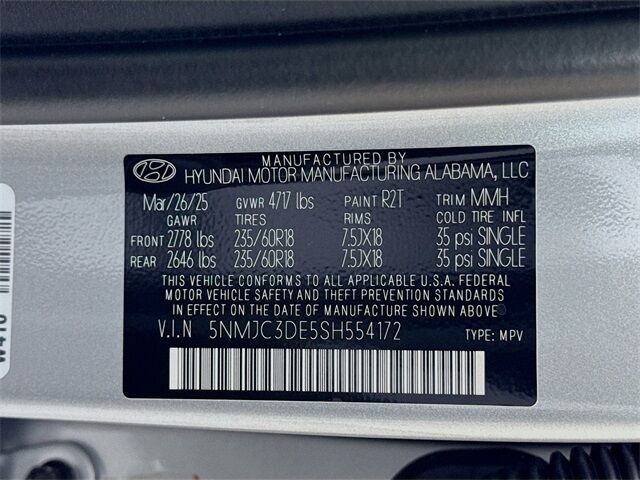 MANUFACTURED BY
HYUNDAI MOTOR MANUFACTURING ALABAMA, LLC
Mar/26/25 GVWR 4717 lbs PAINT R2T TRIM MMH
GAWR TIRES RIMS COLD TIRE INFL
FRONT 2778 lbs 235/60R18 7.5JX18 35 psi SINGLE
REAR 2646 lbs 235/60R18 7.5JX18 35 psi SINGLE
THIS VEHICLE CONFORMS TO ALL APPLICABLE U.S.A. FEDERAL
MOTOR VEHICLE SAFETY AND THEFT PREVENTION STANDARDS
IN EFFECT ON THE DATE OF MANUFACTURE SHOWN ABOVE.
V.I.N 5NMJC3DE5SH554172 TYPE: MPV